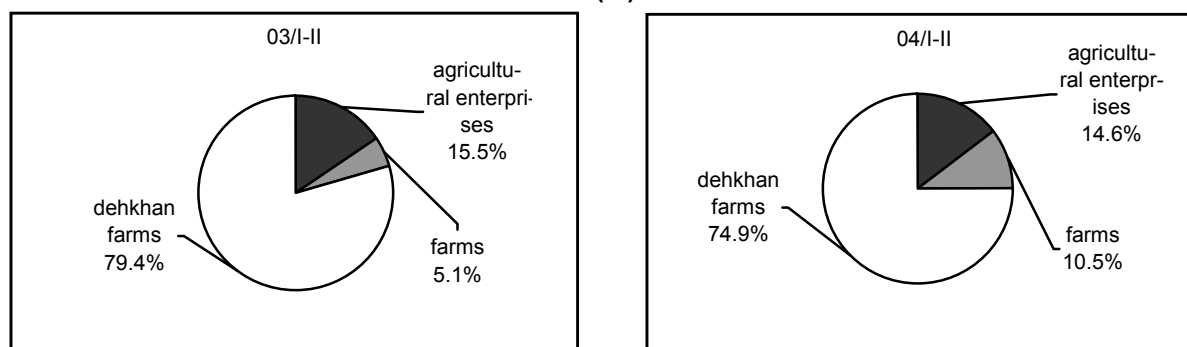 03/I-II
agricultu-
ral enterpri-
ses
15.5%
dehkhan
farms
79.4%
farms
5.1%
04/I-II
agricultu-
ral enterpr-
ises
14.6%
dehkhan
farms
74.9%
farms
10.5%